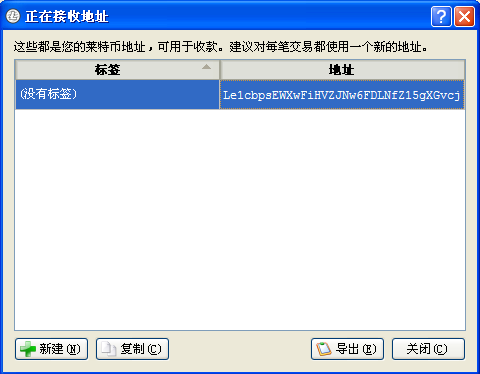 正在接收地址
这些都是您的莱特币地址，可用于收款。建议对每笔交易都使用一个新的地址。
标签 地址
(没有标签) Le1cbpsEWXwFiHVZJNw6FDLNfZ15gXGvcj
新建(N) 复制(C) 导出(E) 关闭(C)